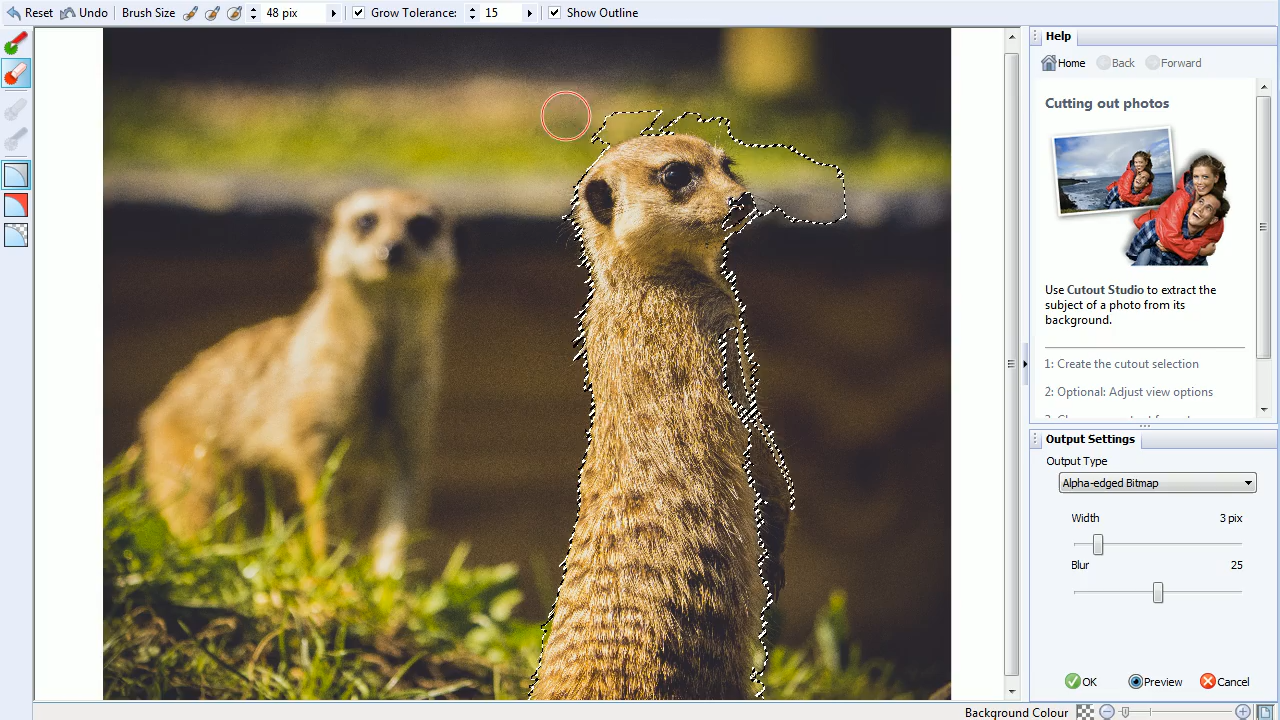 Reset Undo Brush Size 48 pix Grow Tolerance: 15 Show Outline
Help
Home Back Forward
Cutting out photos
Use Cutout Studio to extract the
subject of a photo from its
background.
1: Create the cutout selection
2: Optional: Adjust view options
Output Settings
Output Type
Alpha-edged Bitmap
Width 3 pix
Blur 25
OK Preview Cancel
Background Colour